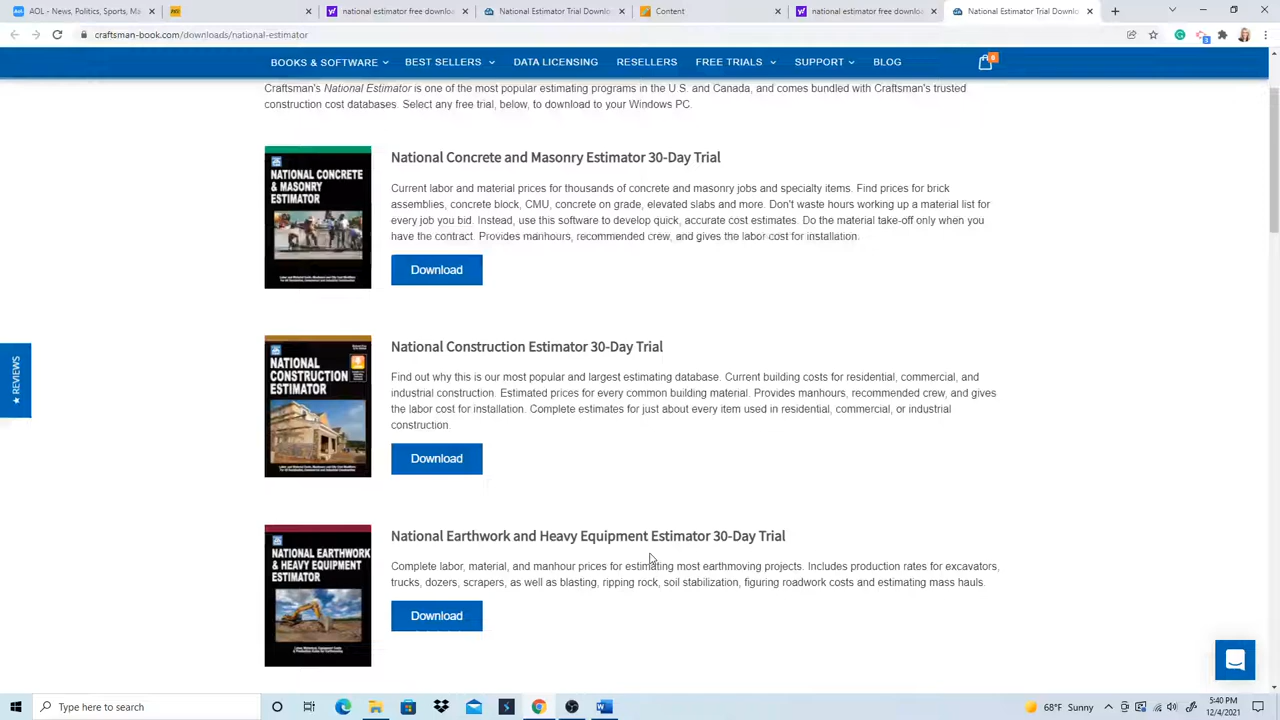 AOL - News, Politics, Sports, Ma
national estimator free downloa
National Estimator Trial Downlo
Content
national estimator free downlo
National Estimator Trial Downlo
craftsman-book.com/downloads/national-estimator
BOOKS & SOFTWARE BEST SELLERS DATA LICENSING RESELLERS FREE TRIALS SUPPORT BLOG
Craftsman's National Estimator is one of the most popular estimating programs in the U.S. and Canada, and comes bundled with Craftsman's trusted
construction cost databases. Select any free trial, below, to download to your Windows PC.
NATIONAL CONCRETE
& MASONRY
ESTIMATOR
National Concrete and Masonry Estimator 30-Day Trial
Current labor and material prices for thousands of concrete and masonry jobs and specialty items. Find prices for brick
assemblies, concrete block, CMU, concrete on grade, elevated slabs and more. Don't waste hours working up a material list for
every job you bid. Instead, use this software to develop quick, accurate cost estimates. Do the material take-off only when you
have the contract. Provides manhours, recommended crew, and gives the labor cost for installation.
Download
★ REVIEWS
NATIONAL
CONSTRUCTION
ESTIMATOR
National Construction Estimator 30-Day Trial
Find out why this is our most popular and largest estimating database. Current building costs for residential, commercial, and
industrial construction. Estimated prices for every common building material. Provides manhours, recommended crew, and gives
the labor cost for installation. Complete estimates for just about every item used in residential, commercial, or industrial
construction.
Download
NATIONAL EARTHWORK
& HEAVY EQUIPMENT
ESTIMATOR
National Earthwork and Heavy Equipment Estimator 30-Day Trial
Complete labor, material, and manhour prices for estimating most earthmoving projects. Includes production rates for excavators,
trucks, dozers, scrapers, as well as blasting, ripping rock, soil stabilization, figuring roadwork costs and estimating mass hauls.
Download
Type here to search
68°F Sunny
5:40 PM
12/4/2021